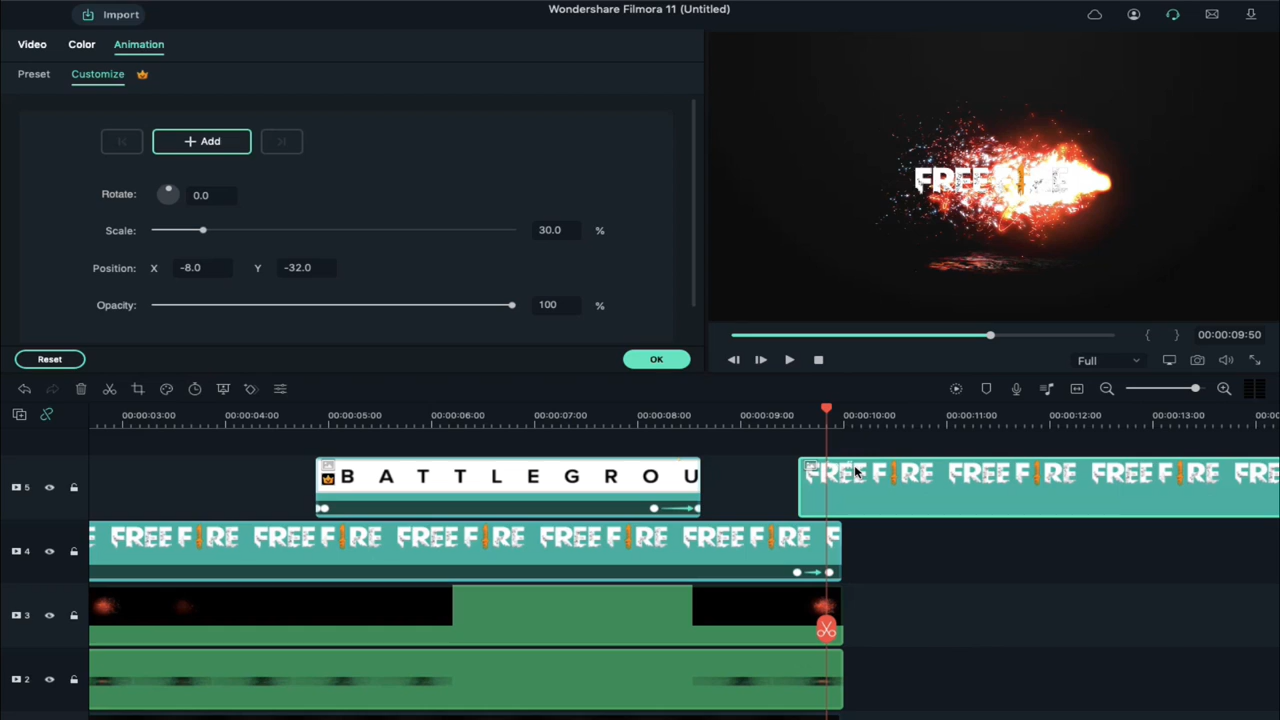 Import
Wondershare Filmora 11 (Untitled)
Video Color Animation
Preset Customize
+ Add
Rotate: 0.0
Scale: 30.0 %
Position: X -8.0 Y -32.0
Opacity: 100 %
Reset OK
FREE FIRE
{ } 00:00:09:50
Full
00:00:03:00 00:00:04:00 00:00:05:00 00:00:06:00 00:00:07:00 00:00:08:00 00:00:09:00 00:00:10:00 00:00:11:00 00:00:12:00 00:00:13:00
5 BATTLEGROU FREE FIRE FREE FIRE FREE FIRE FREE
4 E FREE FIRE FREE FIRE FREE FIRE FREE FIRE FREE FIRE F
3
2